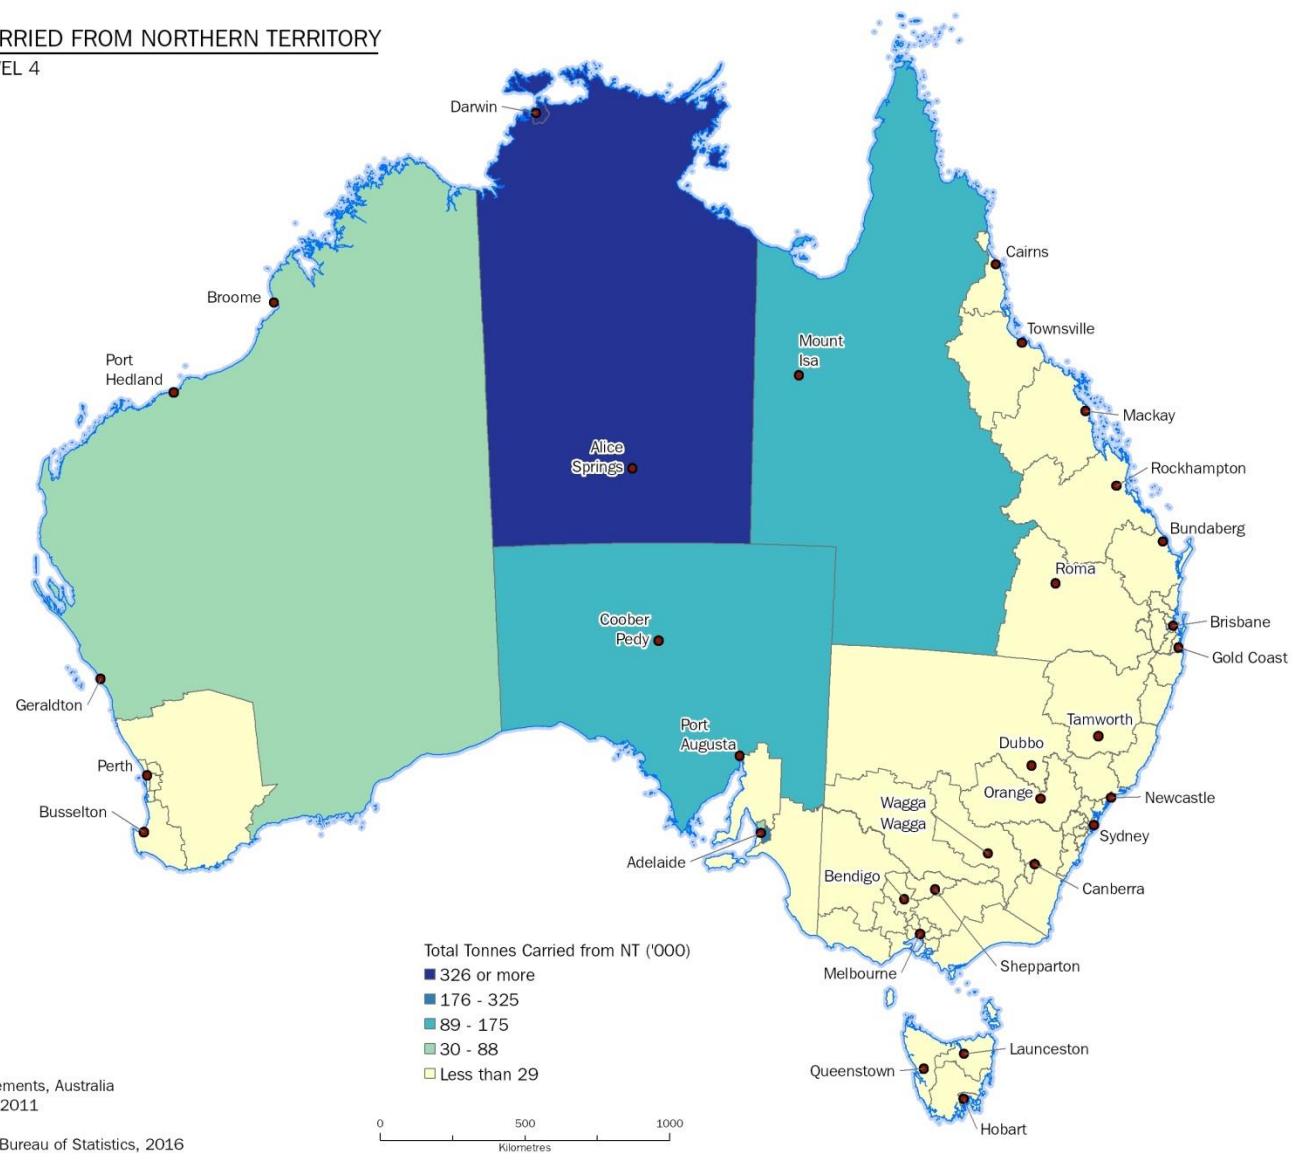 RRIED FROM NORTHERN TERRITORY
EL 4
Darwin
Cairns
Broome
Townsville
Mount
Isa
Port
Hedland
Mackay
Alice
Springs
Rockhampton
Bundaberg
Roma
Coober
Pedy
Brisbane
Gold Coast
Geraldton
Port
Augusta
Tamworth
Dubbo
Perth
Orange
Newcastle
Busselton
Wagga
Wagga
Sydney
Adelaide
Bendigo
Canberra
Shepparton
Melbourne
Total Tonnes Carried from NT ('000)
326 or more
176 - 325
89 - 175
30 - 88
Less than 29
Launceston
Queenstown
Hobart
ements, Australia
2011
Bureau of Statistics, 2016
0 500 1000
Kilometres